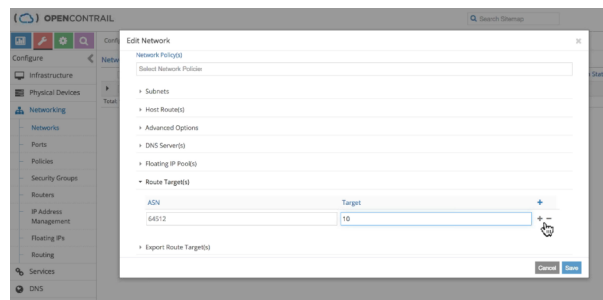 OPENCONTRAIL
Search Sitemap
Configure
Infrastructure
Physical Devices
Networking
Networks
Ports
Policies
Security Groups
Routers
IP Address
Management
Floating IPs
Routing
Services
DNS
Total
Edit Network
Network Policy(s)
Select Network Policies
Subnets
Host Route(s)
Advanced Options
DNS Server(s)
Floating IP Pool(s)
Route Target(s)
ASN Target
64512 10
Export Route Target(s)
Cancel Save